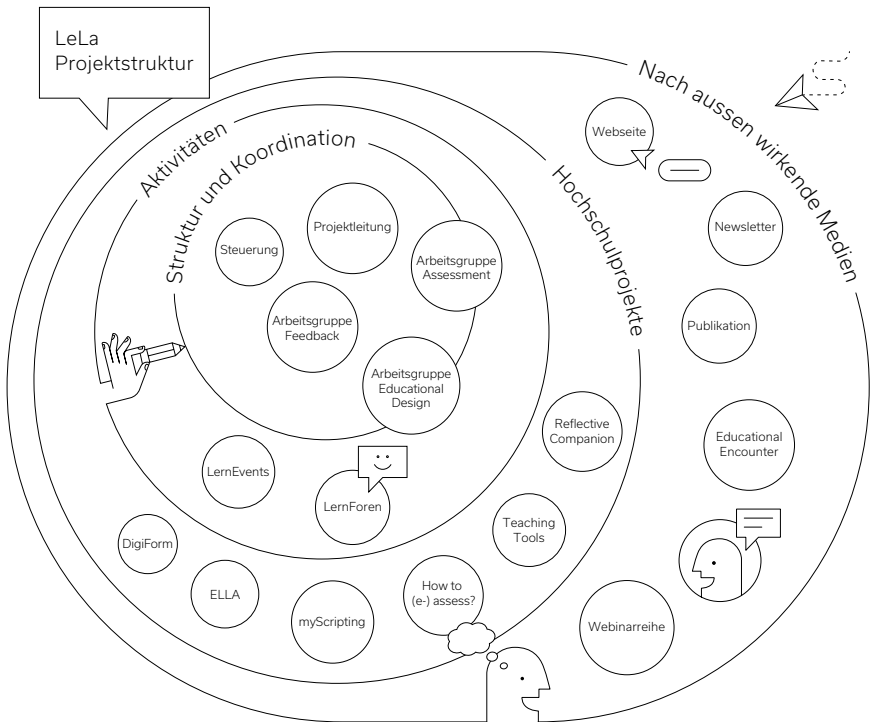 LeLa
Projektstruktur
Nach aussen wirkende Medien
Aktivitäten
Struktur und Koordination
Hochschulprojekte
Webseite
Newsletter
Publikation
Educational
Encounter
Webinarreihe
Steuerung
Projektleitung
Arbeitsgruppe
Assessment
Arbeitsgruppe
Feedback
Arbeitsgruppe
Educational
Design
LernEvents
LernForen
Reflective
Companion
Teaching
Tools
How to
(e-) assess?
myScripting
ELLA
DigiForm